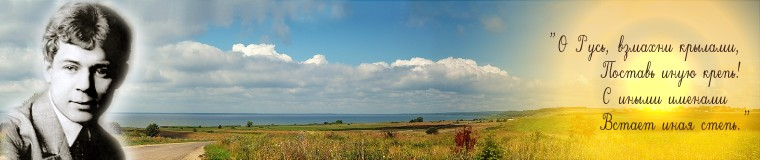 "О Русь, взмахни крылами,
Поставь иную крепь!
С иными именами
Встает иная степь."